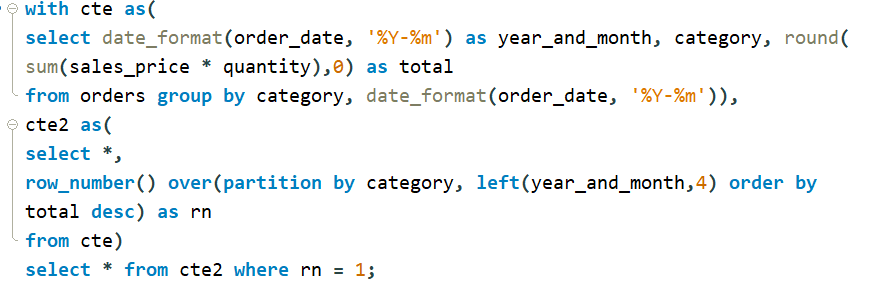 with cte as(
select date_format(order_date, '%Y-%m') as year_and_month, category, round(
sum(sales_price * quantity),0) as total
from orders group by category, date_format(order_date, '%Y-%m')),
cte2 as(
select *,
row_number() over(partition by category, left(year_and_month,4) order by
total desc) as rn
from cte)
select * from cte2 where rn = 1;